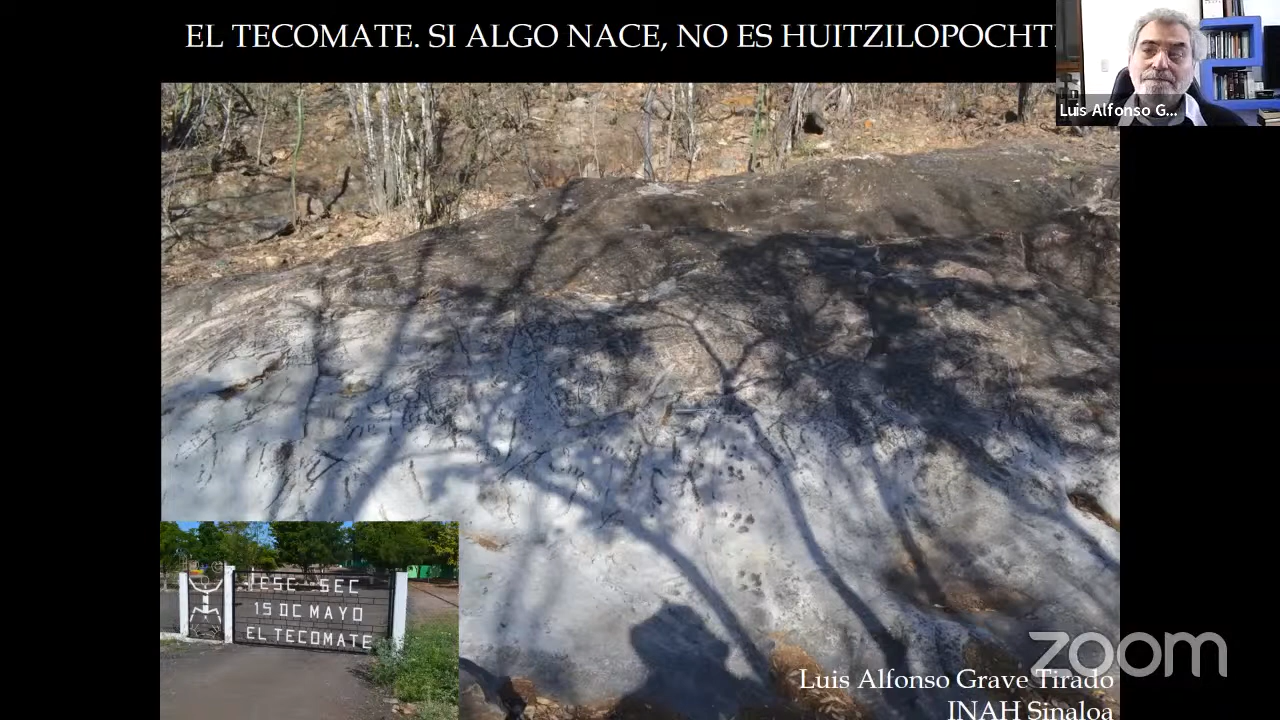 EL TECOMATE. SI ALGO NACE, NO ES HUITZILOPOCHT
Luis Alfonso G...
ESC SEC
15 DE MAYO
EL TECOMATE
zoom
Luis Alfonso Grave Tirado
INAH Sinaloa